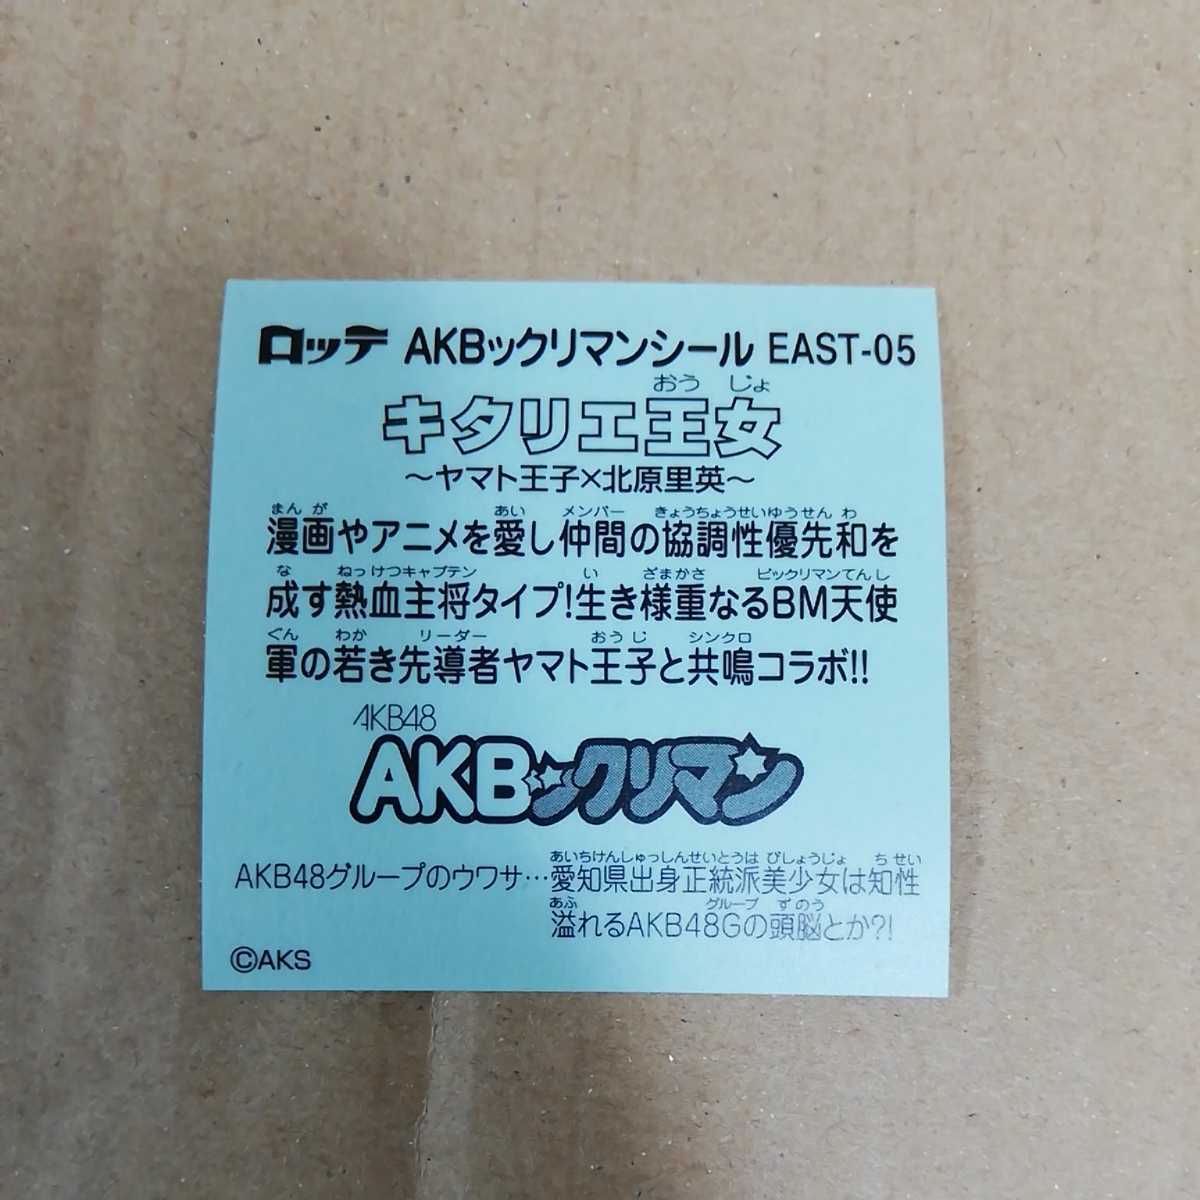 ロッテ AKBックリマンシール EAST-05
おうじょ
キタリエ王女
～ヤマト王子×北原里英～
まんが あい メンバー きょうちょうせいゆうせん わ
漫画やアニメを愛し仲間の協調性優先和を
な ねっけつキャプテン い ざまかさ ビックリマンてんし
成す熱血主将タイプ!生き様重なるBM天使
ぐん わか リーダー おうじ シンクロ
軍の若き先導者ヤマト王子と共鳴コラボ!!
AKB48
AKBックリマン
あいちけんしゅっしんせいとうは びしょうじょ ちせい
AKB48グループのウワサ…愛知県出身正統派美少女は知性
あふ グループ ずのう
溢れるAKB48Gの頭脳とか?!
©AKS